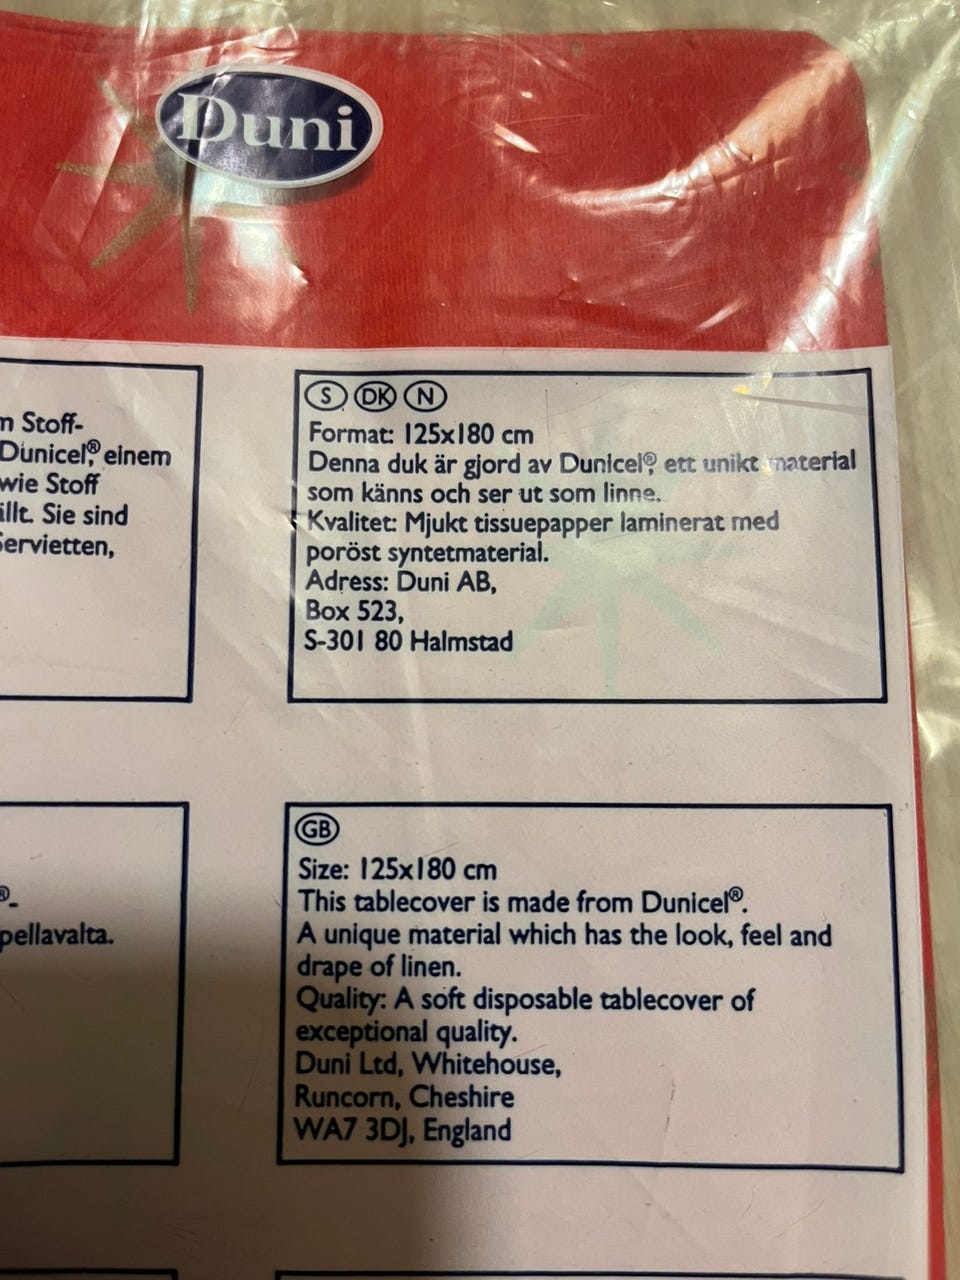 Duni
m Stoff-
Dunicel®, einem
wie Stoff
ällt. Sie sind
Servietten,
S DK N
Format: 125x180 cm
Denna duk är gjord av Dunicel®, ett unikt material
som känns och ser ut som linne.
Kvalitet: Mjukt tissuepapper laminerat med
poröst syntetmaterial.
Adress: Duni AB,
Box 523,
S-301 80 Halmstad
®-
pellavalta.
GB
Size: 125x180 cm
This tablecover is made from Dunicel®.
A unique material which has the look, feel and
drape of linen.
Quality: A soft disposable tablecover of
exceptional quality.
Duni Ltd, Whitehouse,
Runcorn, Cheshire
WA7 3DJ, England